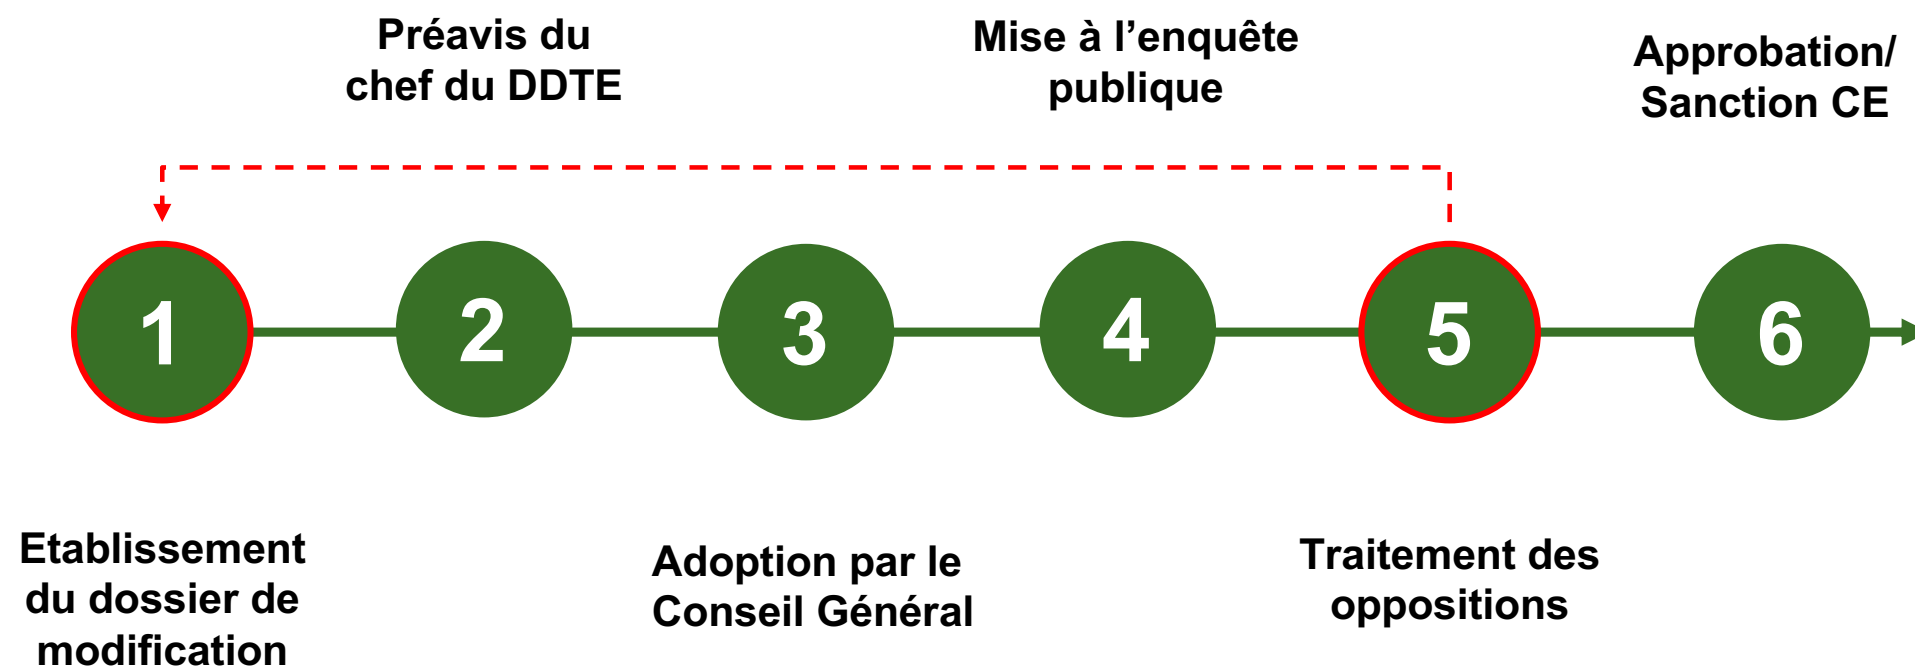 Préavis du
chef du DDTE
Mise à l’enquête
publique
Approbation/
Sanction CE
1
2
3
4
5
6
Etablissement
du dossier de
modification
Adoption par le
Conseil Général
Traitement des
oppositions